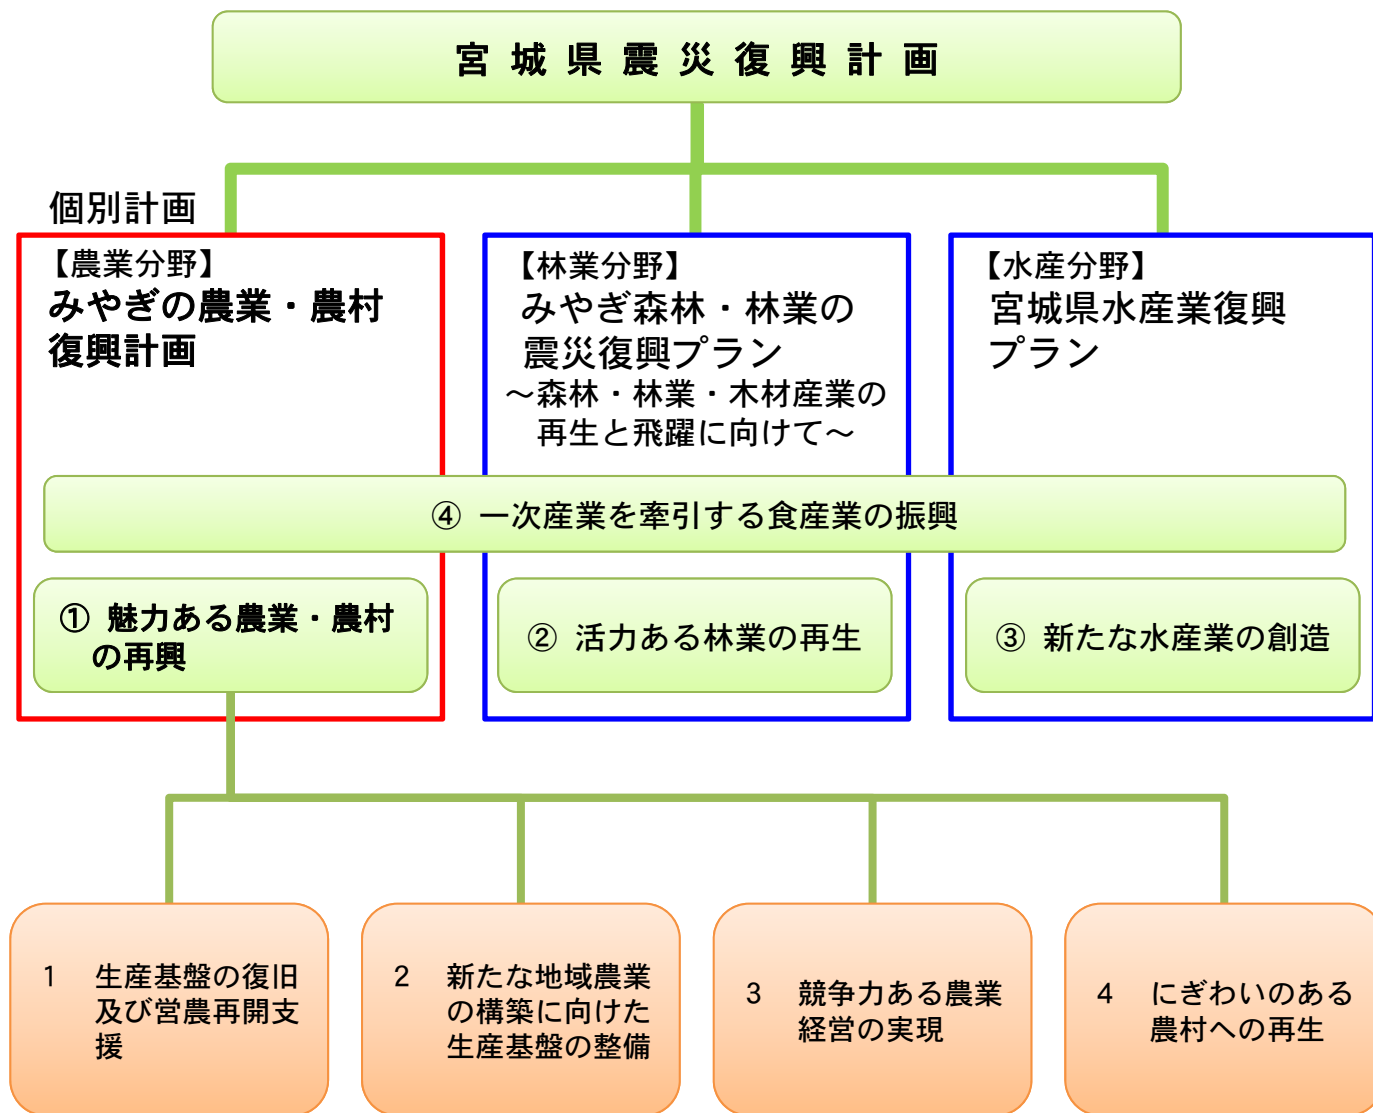 宮城県震災復興計画
個別計画
【農業分野】
みやぎの農業・農村
復興計画
【林業分野】
みやぎ森林・林業の
震災復興プラン
～森林・林業・木材産業の
再生と飛躍に向けて～
【水産分野】
宮城県水産業復興
プラン
④ 一次産業を牽引する食産業の振興
① 魅力ある農業・農村
の再興
② 活力ある林業の再生
③ 新たな水産業の創造
1 生産基盤の復旧
及び営農再開支
援
2 新たな地域農業
の構築に向けた
生産基盤の整備
3 競争力ある農業
経営の実現
4 にぎわいのある
農村への再生